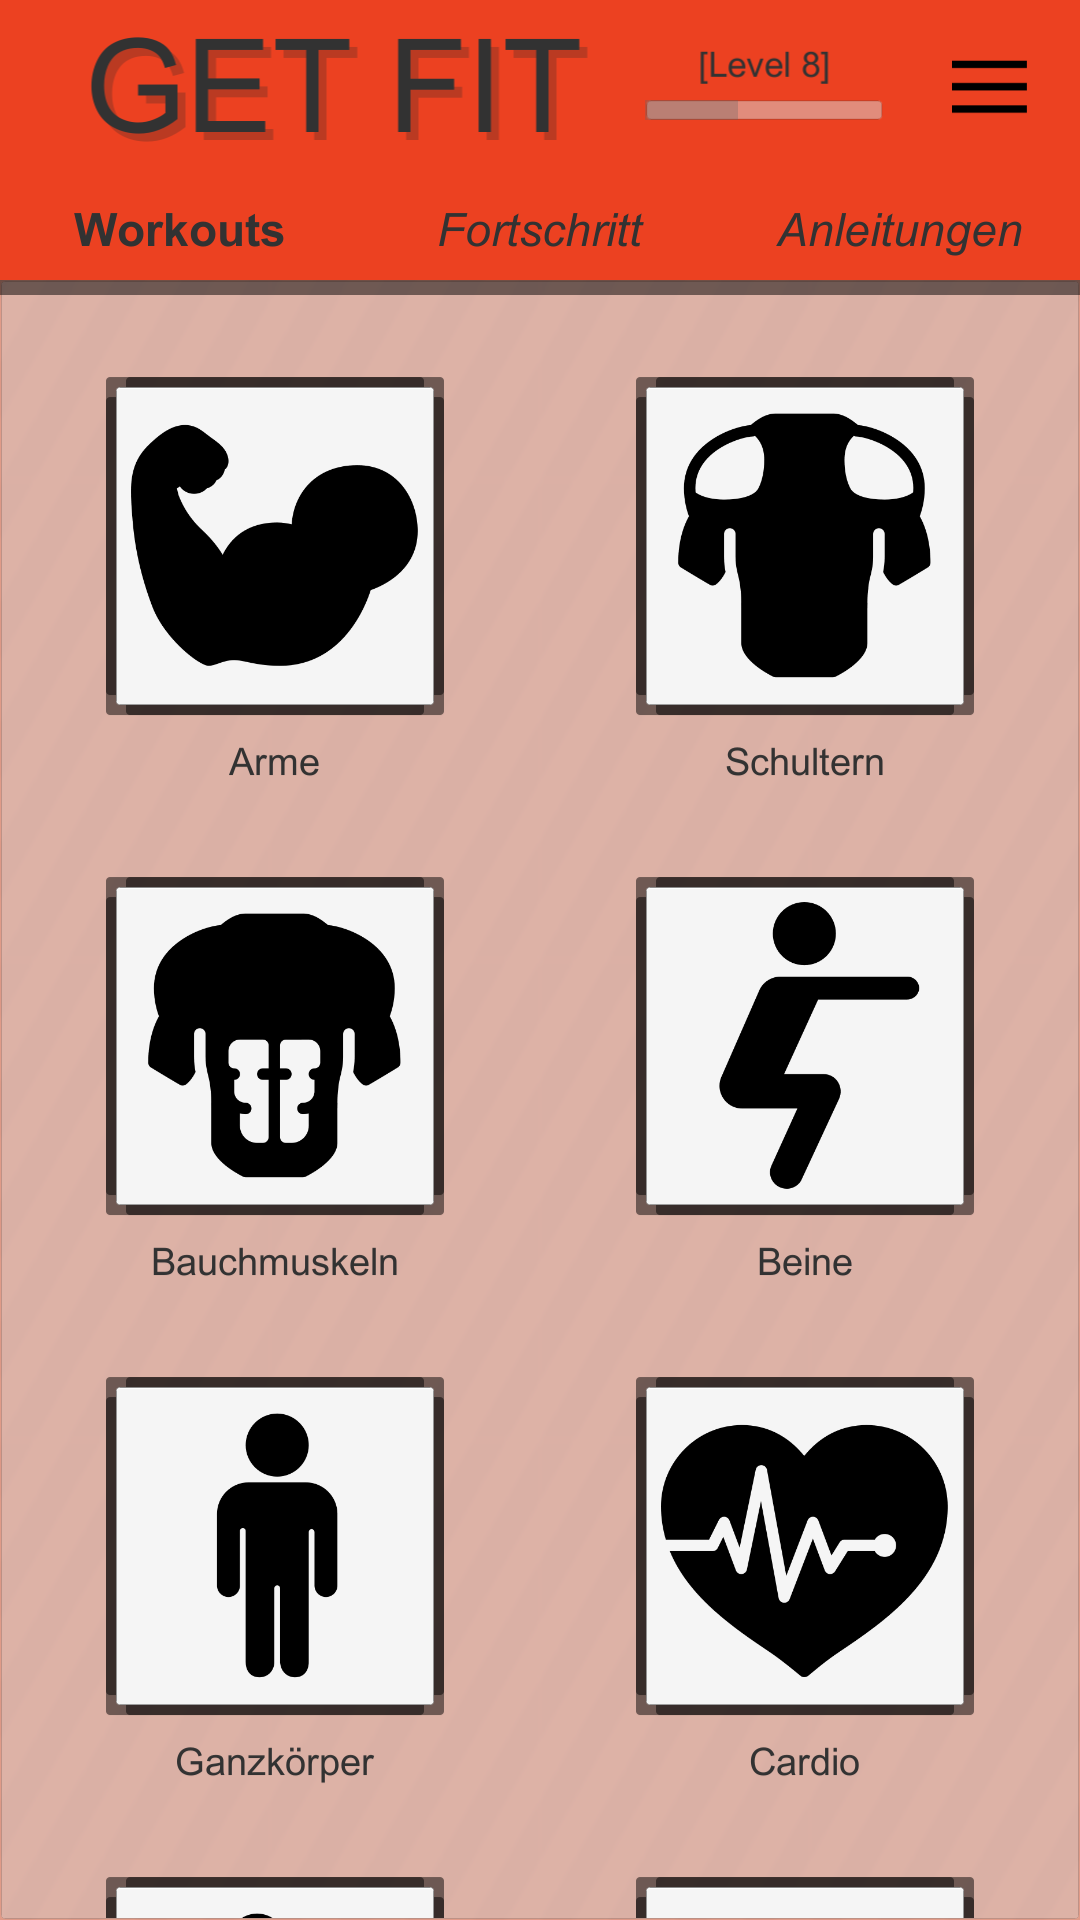 GET FIT
[Level 8]
Workouts
Fortschritt
Anleitungen
Arme
Schultern
Bauchmuskeln
Beine
Ganzkörper
Cardio